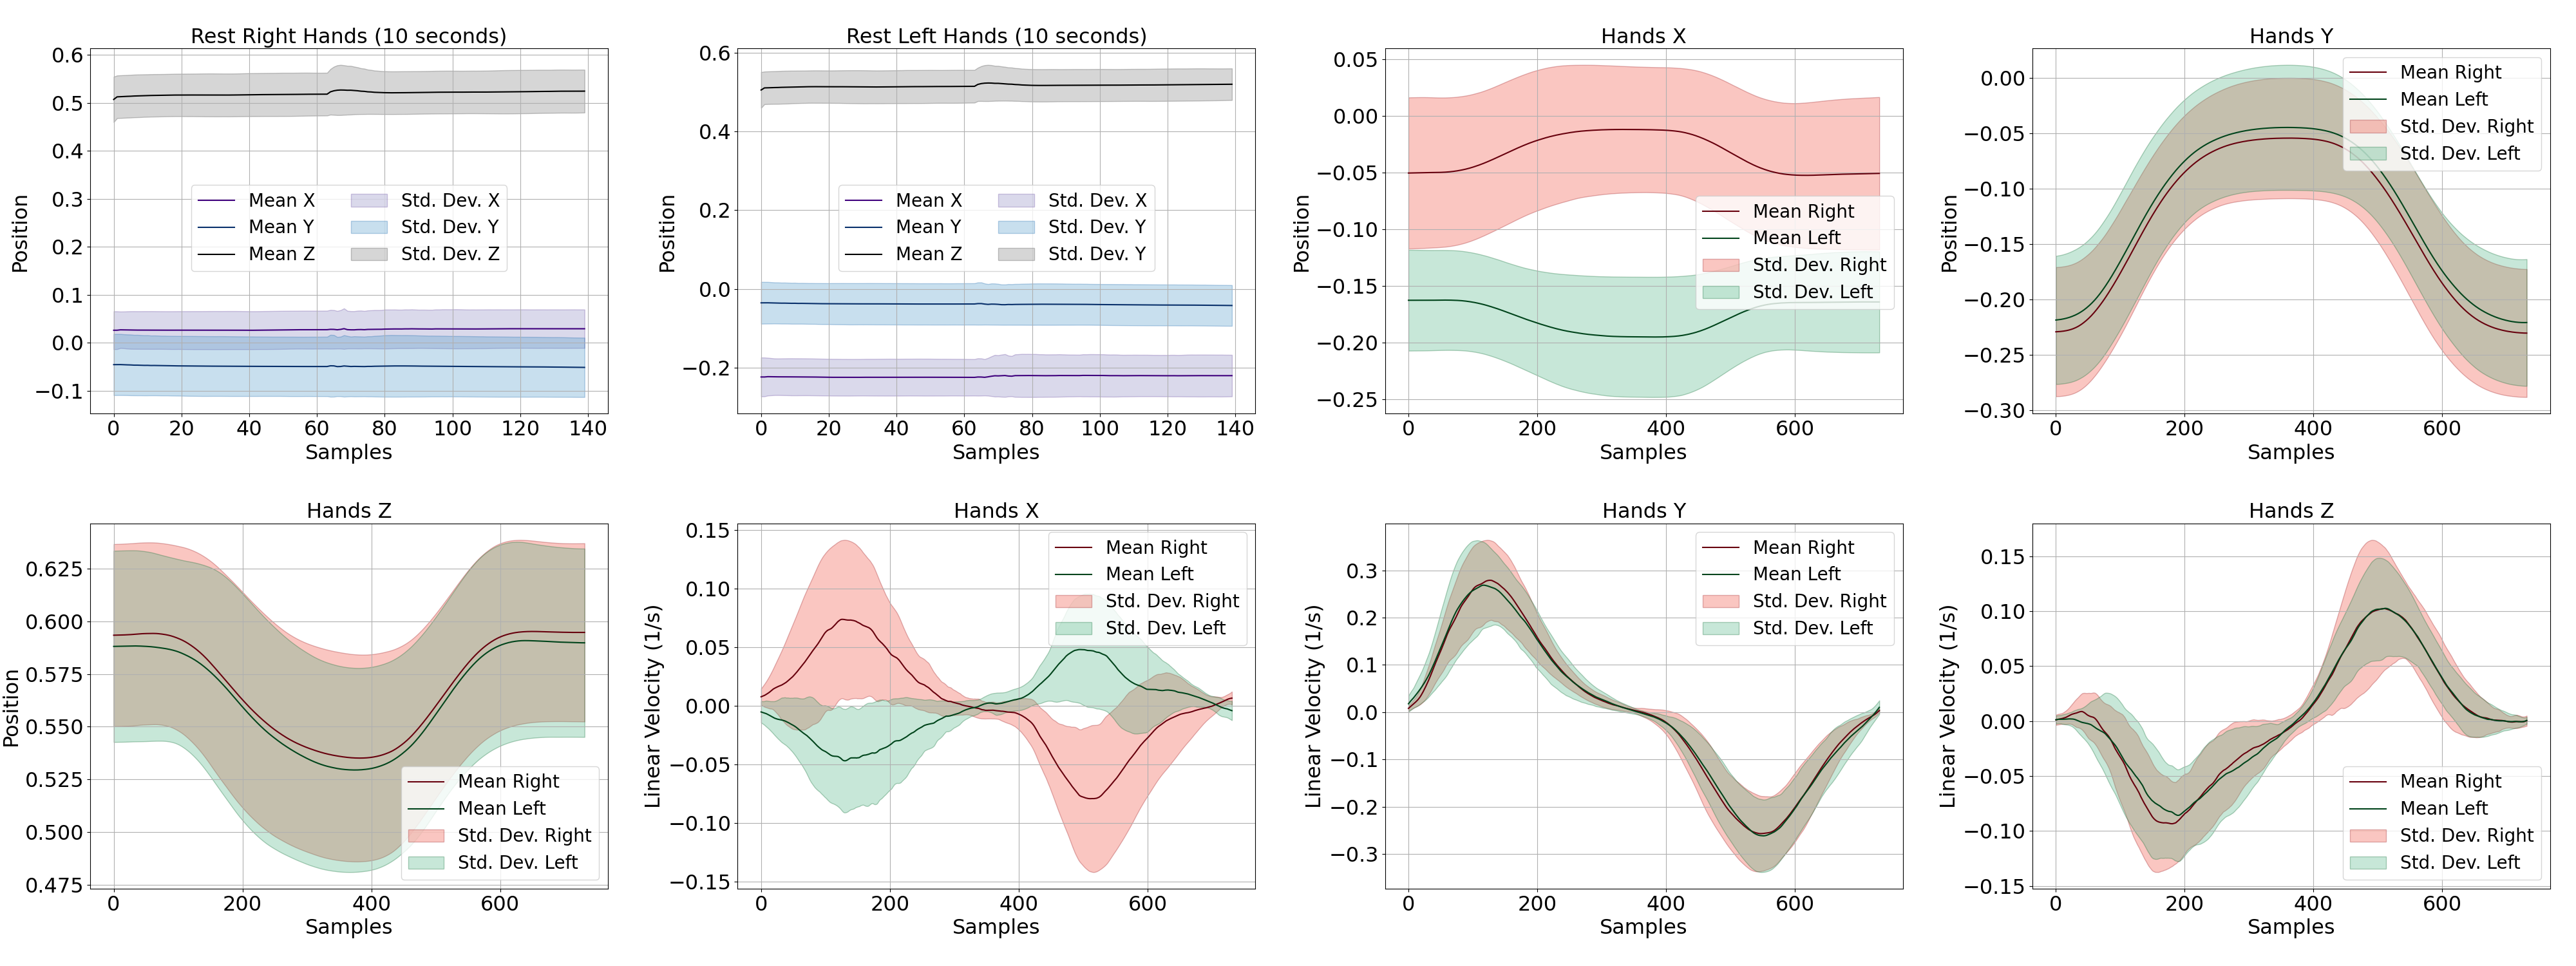 Rest Right Hands (10 seconds)
0.6
0.5
0.4
0.3
0.2
0.1
0.0
−0.1
Position
0 20 40 60 80 100 120 140
Samples
Mean X Std. Dev. X
Mean Y Std. Dev. Y
Mean Z Std. Dev. Z
Rest Left Hands (10 seconds)
0.6
0.4
0.2
0.0
−0.2
Position
0 20 40 60 80 100 120 140
Samples
Mean X Std. Dev. X
Mean Y Std. Dev. Y
Mean Z Std. Dev. Y
Hands X
0.05
0.00
−0.05
−0.10
−0.15
−0.20
−0.25
Position
0 200 400 600
Samples
Mean Right
Mean Left
Std. Dev. Right
Std. Dev. Left
Hands Y
0.00
−0.05
−0.10
−0.15
−0.20
−0.25
−0.30
Position
0 200 400 600
Samples
Mean Right
Mean Left
Std. Dev. Right
Std. Dev. Left
Hands Z
0.625
0.600
0.575
0.550
0.525
0.500
0.475
Position
0 200 400 600
Samples
Mean Right
Mean Left
Std. Dev. Right
Std. Dev. Left
Hands X
0.15
0.10
0.05
0.00
−0.05
−0.10
−0.15
Linear Velocity (1/s)
0 200 400 600
Samples
Mean Right
Mean Left
Std. Dev. Right
Std. Dev. Left
Hands Y
0.3
0.2
0.1
0.0
−0.1
−0.2
−0.3
Linear Velocity (1/s)
0 200 400 600
Samples
Mean Right
Mean Left
Std. Dev. Right
Std. Dev. Left
Hands Z
0.15
0.10
0.05
0.00
−0.05
−0.10
−0.15
Linear Velocity (1/s)
0 200 400 600
Samples
Mean Right
Mean Left
Std. Dev. Right
Std. Dev. Left